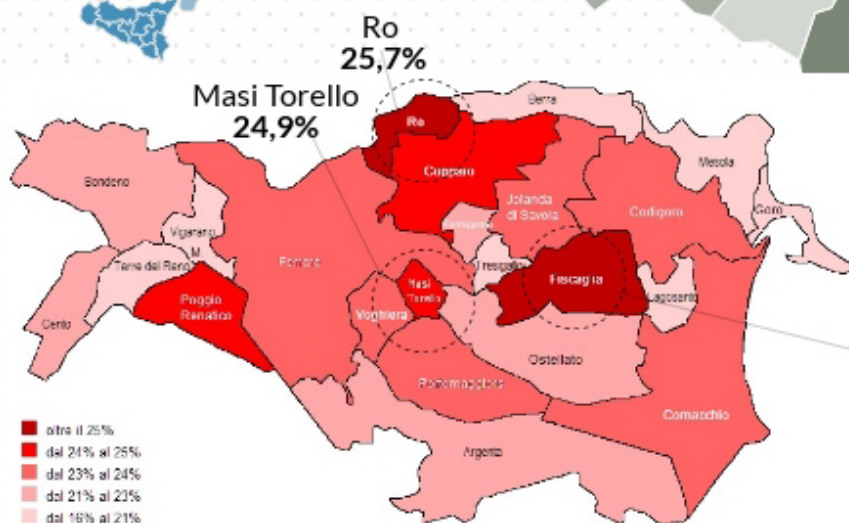 Ro
25,7%
Masi Torello
24,9%
Berra
Ro
Mesola
Copparo
Bondeno
Jolanda
di Savoia
Codigoro
Goro
Vigarano
M.
Formignana
Terre del Reno
Ferrara
Tresigallo
Fiscaglia
Masi
Torello
Lagosanto
Poggio
Renatico
Voghiera
Cento
Ostellato
Portomaggiore
Comacchio
Argenta
oltre il 25%
dal 24% al 25%
dal 23% al 24%
dal 21% al 23%
dal 16% al 21%